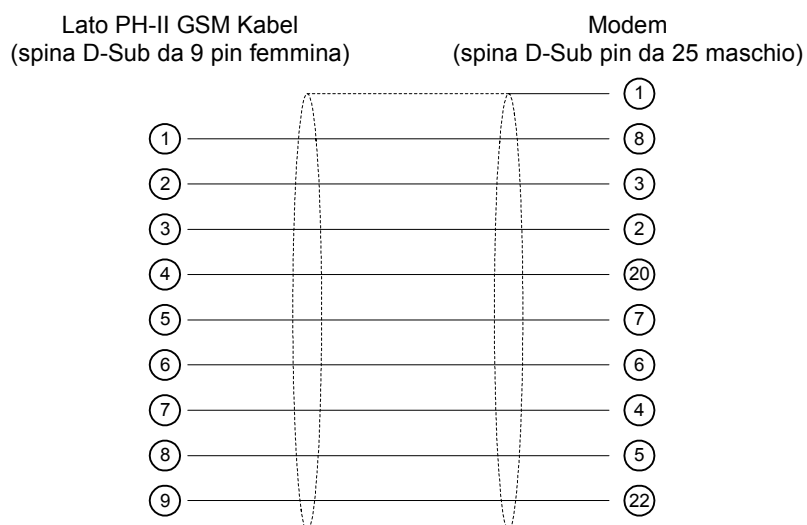 Lato PH-II GSM Kabel
(spina D-Sub da 9 pin femmina)
Modem
(spina D-Sub pin da 25 maschio)
1
1 8
2 3
3 2
4 20
5 7
6 6
7 4
8 5
9 22